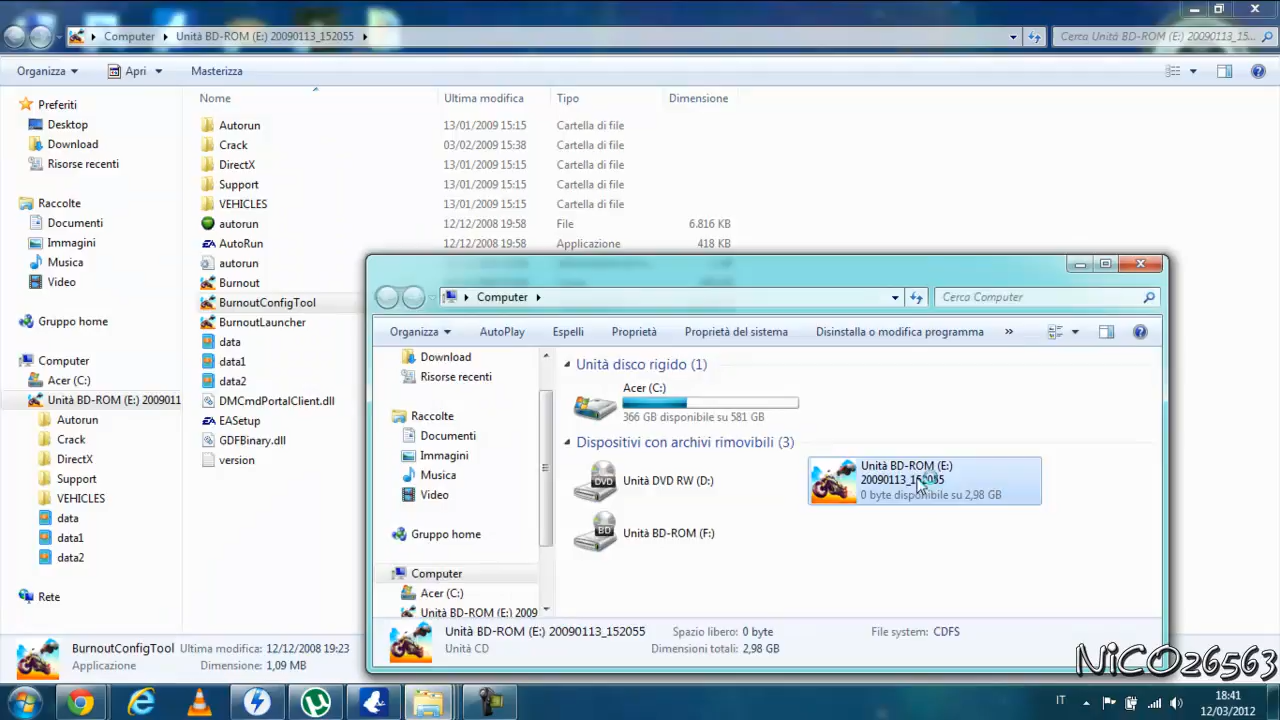 Computer ▸ Unità BD-ROM (E:) 20090113_152055 ▸
Cerca Unità BD-ROM (E:) 20090113_15...
Organizza Apri Masterizza
Nome Ultima modifica Tipo Dimensione
Preferiti
Desktop
Download
Risorse recenti
Raccolte
Documenti
Immagini
Musica
Video
Gruppo home
Computer
Acer (C:)
Unità BD-ROM (E:) 2009011
Autorun
Crack
DirectX
Support
VEHICLES
data
data1
data2
Rete
Autorun 13/01/2009 15:15 Cartella di file
Crack 03/02/2009 15:38 Cartella di file
DirectX 13/01/2009 15:15 Cartella di file
Support 13/01/2009 15:15 Cartella di file
VEHICLES 13/01/2009 15:15 Cartella di file
autorun 12/12/2008 19:58 File 6.816 KB
AutoRun 12/12/2008 19:58 Applicazione 418 KB
autorun
Burnout
BurnoutConfigTool
BurnoutLauncher
data
data1
data2
DMCmdPortalClient.dll
EASetup
GDFBinary.dll
version
Computer ▸
Cerca Computer
Organizza AutoPlay Espelli Proprietà Proprietà del sistema Disinstalla o modifica programma »
Download
Risorse recenti
Raccolte
Documenti
Immagini
Musica
Video
Gruppo home
Computer
Acer (C:)
Unità BD-ROM (E:) 2009
Unità disco rigido (1)
Acer (C:)
366 GB disponibile su 581 GB
Dispositivi con archivi rimovibili (3)
DVD
Unità DVD RW (D:)
Unità BD-ROM (E:)
20090113_152055
0 byte disponibile su 2,98 GB
BD
Unità BD-ROM (F:)
Unità BD-ROM (E:) 20090113_152055 Spazio libero: 0 byte File system: CDFS
Unità CD Dimensioni totali: 2,98 GB
BurnoutConfigTool Ultima modifica: 12/12/2008 19:23
Applicazione Dimensione: 1,09 MB
NiCO26563
IT
18:41
12/03/2012